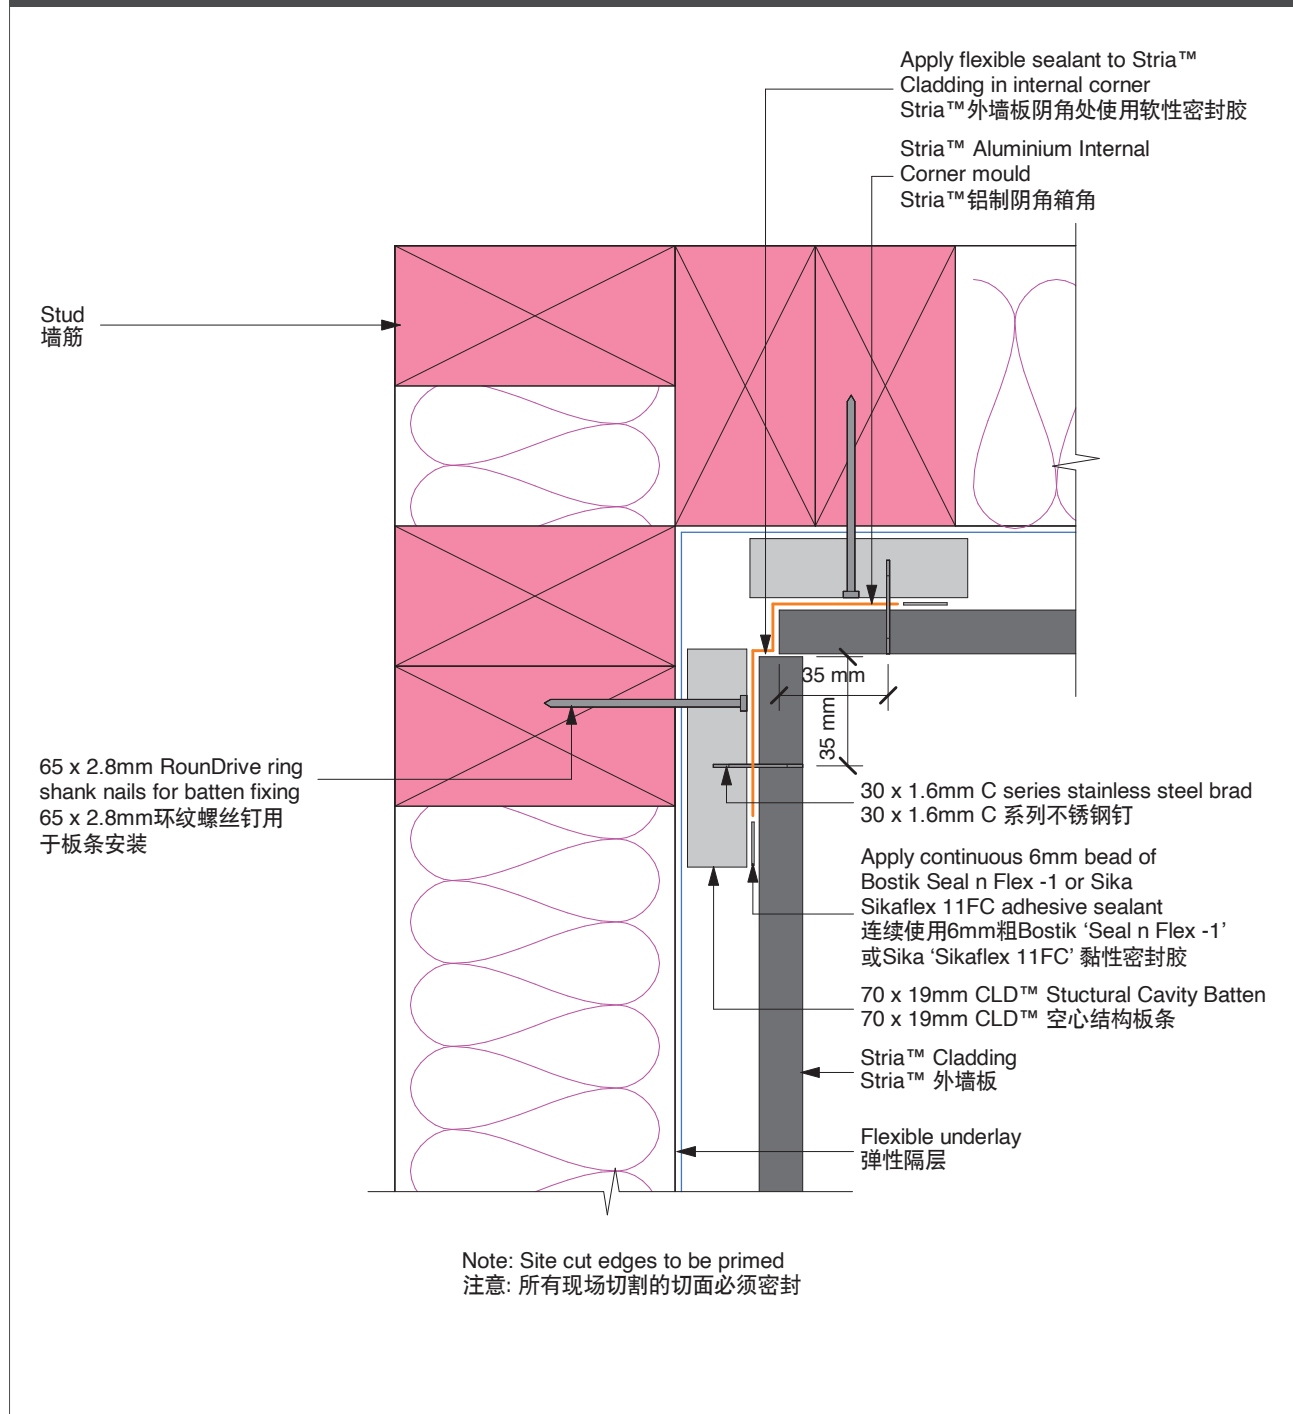 Apply flexible sealant to Stria™
Cladding in internal corner
Stria™外墙板阴角处使用软性密封胶
Stria™ Aluminium Internal
Corner mould
Stria™铝制阴角箱角
Stud
墙筋
35 mm
35 mm
65 x 2.8mm RounDrive ring
shank nails for batten fixing
65 x 2.8mm环纹螺丝钉用
于板条安装
30 x 1.6mm C series stainless steel brad
30 x 1.6mm C 系列不锈钢钉
Apply continuous 6mm bead of
Bostik Seal n Flex -1 or Sika
Sikaflex 11FC adhesive sealant
连续使用6mm粗Bostik ‘Seal n Flex -1’
或Sika ‘Sikaflex 11FC’ 黏性密封胶
70 x 19mm CLD™ Stuctural Cavity Batten
70 x 19mm CLD™ 空心结构板条
Stria™ Cladding
Stria™ 外墙板
Flexible underlay
弹性隔层
Note: Site cut edges to be primed
注意: 所有现场切割的切面必须密封